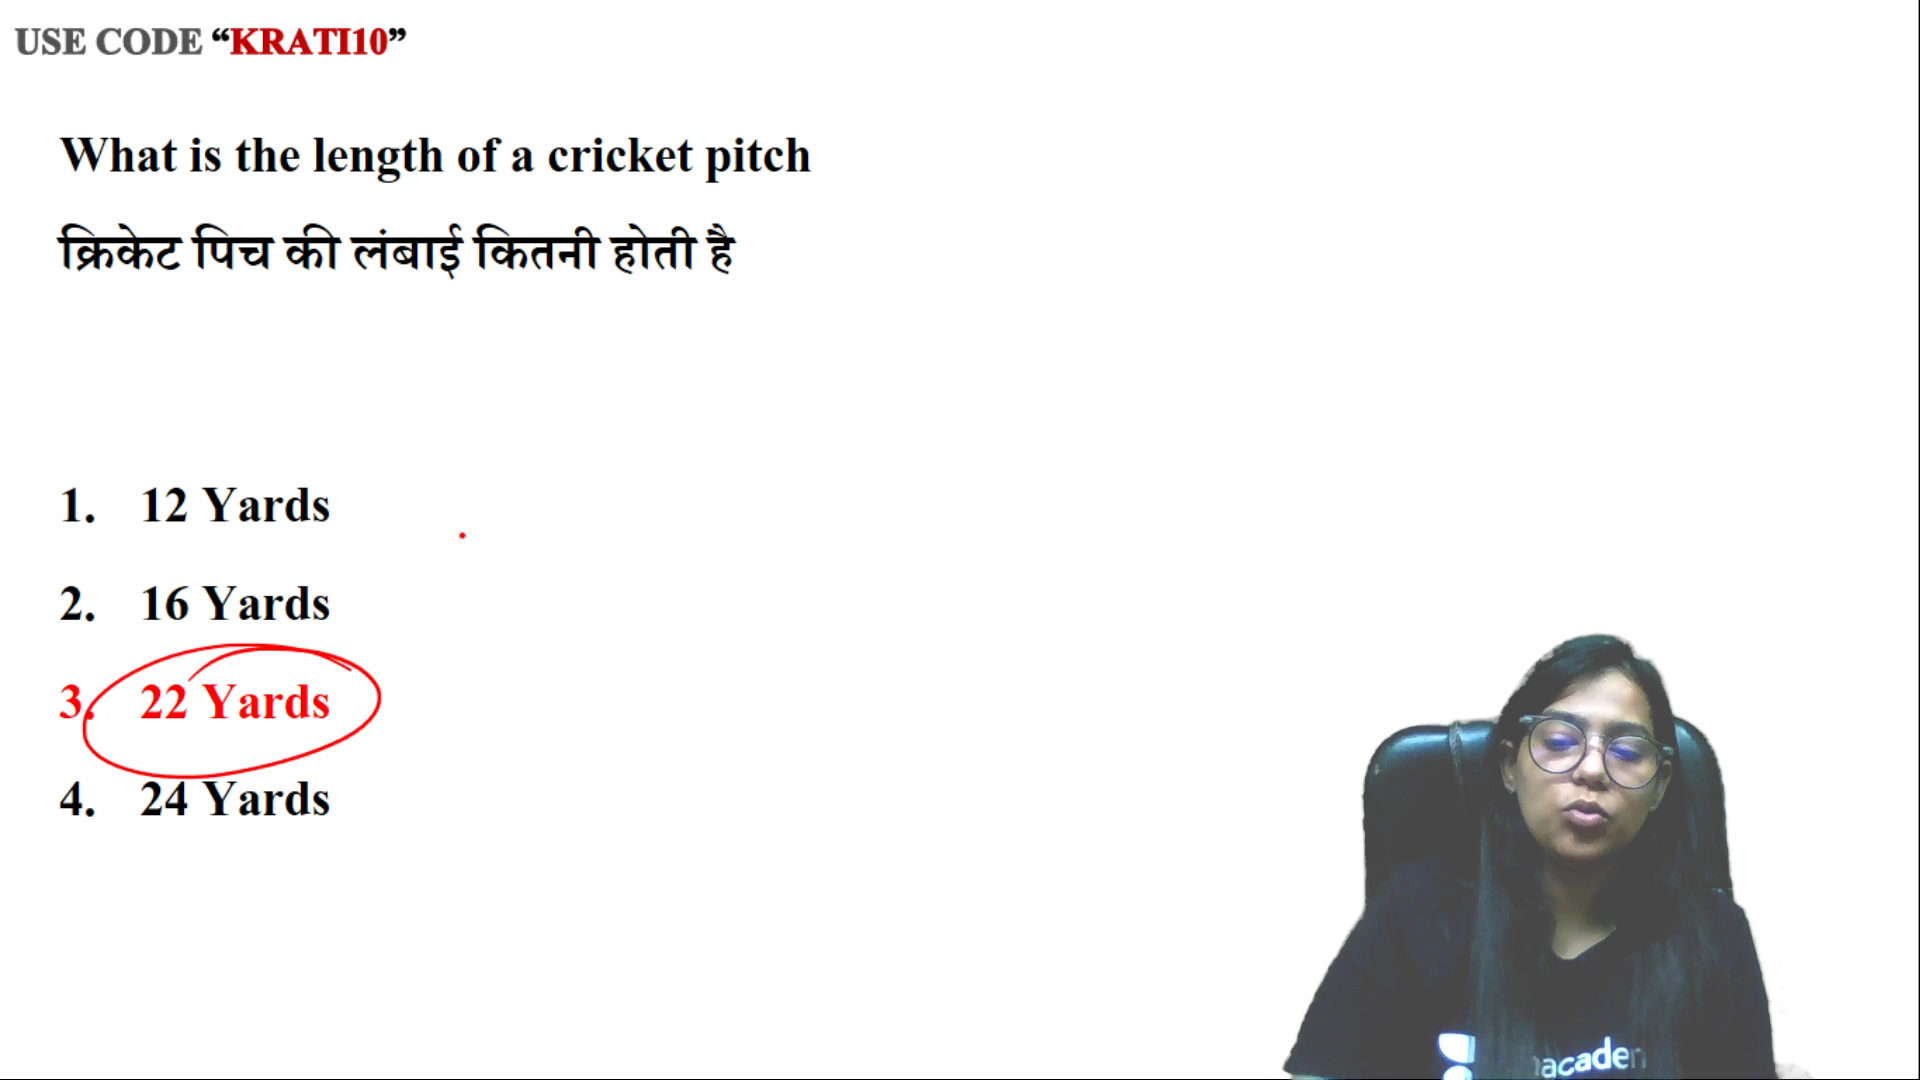 USE CODE “KRATI10”
What is the length of a cricket pitch
क्रिकेट पिच की लंबाई कितनी होती है
1. 12 Yards
2. 16 Yards
3. 22 Yards
4. 24 Yards